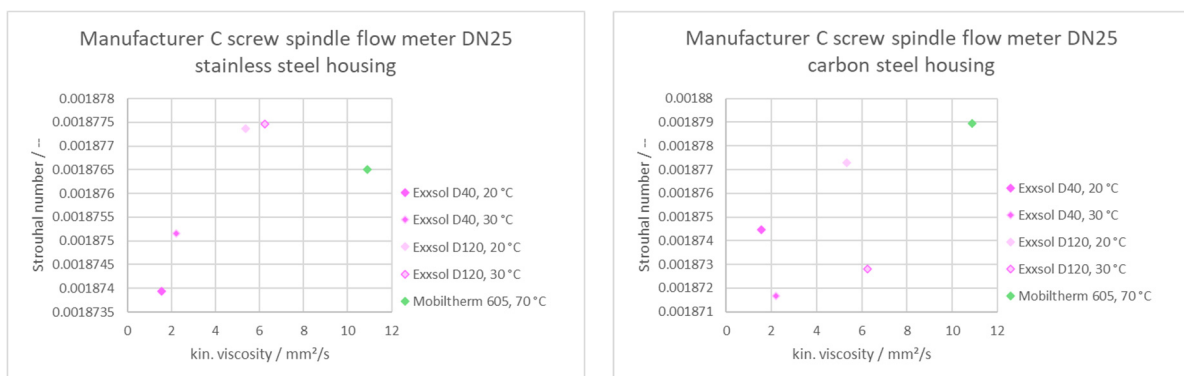 Manufacturer C screw spindle flow meter DN25
stainless steel housing
0.001878
0.0018775
0.001877
0.0018765
0.001876
0.0018755
0.001875
0.0018745
0.001874
0.0018735
Strouhal number / --
0 2 4 6 8 10 12
kin. viscosity / mm²/s
Exxsol D40, 20 °C
Exxsol D40, 30 °C
Exxsol D120, 20 °C
Exxsol D120, 30 °C
Mobiltherm 605, 70 °C
Manufacturer C screw spindle flow meter DN25
carbon steel housing
0.00188
0.001879
0.001878
0.001877
0.001876
0.001875
0.001874
0.001873
0.001872
0.001871
Strouhal number / --
0 2 4 6 8 10 12
kin. viscosity / mm²/s
Exxsol D40, 20 °C
Exxsol D40, 30 °C
Exxsol D120, 20 °C
Exxsol D120, 30 °C
Mobiltherm 605, 70 °C